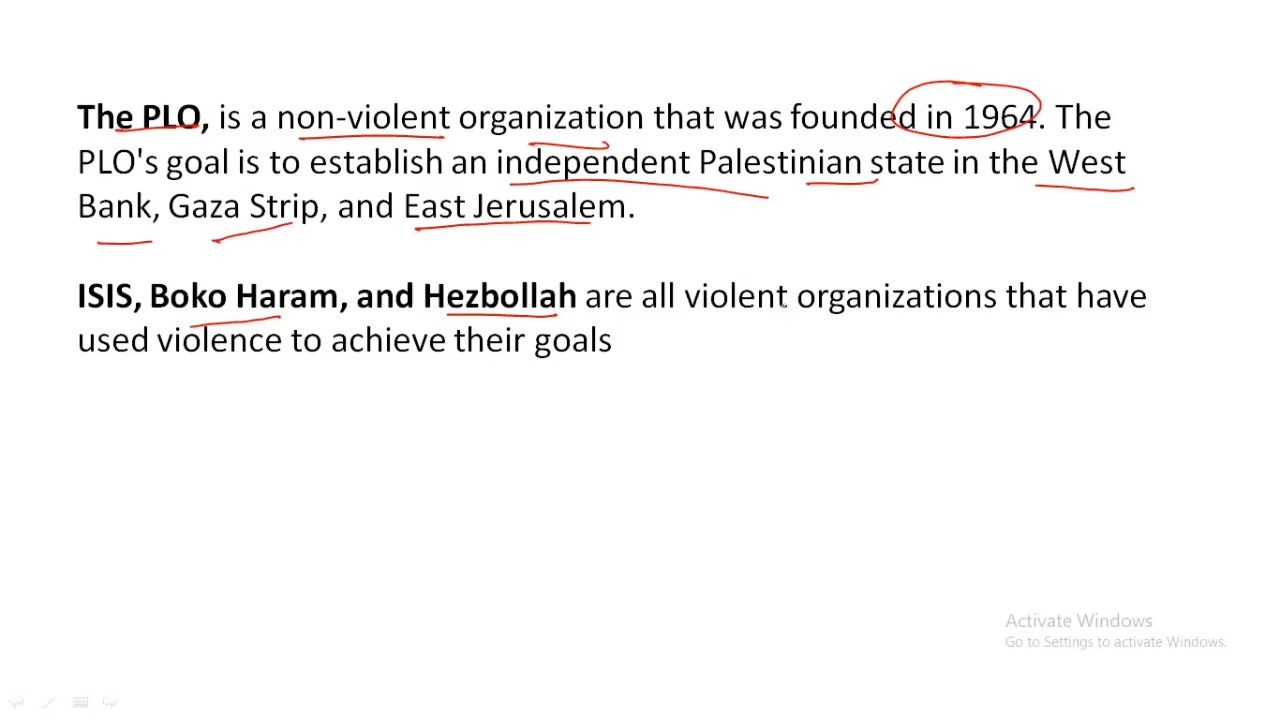 The PLO, is a non-violent organization that was founded in 1964. The
PLO's goal is to establish an independent Palestinian state in the West
Bank, Gaza Strip, and East Jerusalem.
ISIS, Boko Haram, and Hezbollah are all violent organizations that have
used violence to achieve their goals
Activate Windows
Go to Settings to activate Windows.